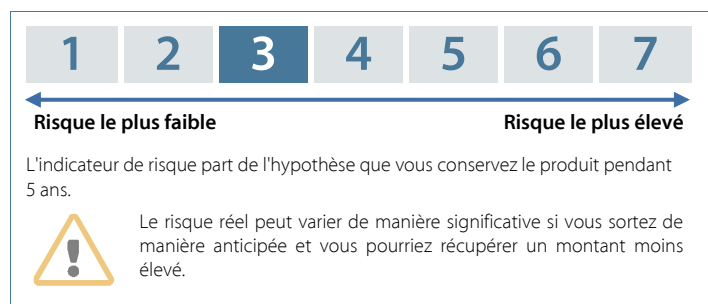 1 2 3 4 5 6 7
Risque le plus faible Risque le plus élevé
L'indicateur de risque part de l'hypothèse que vous conservez le produit pendant
5 ans.
Le risque réel peut varier de manière significative si vous sortez de
manière anticipée et vous pourriez récupérer un montant moins
élevé.